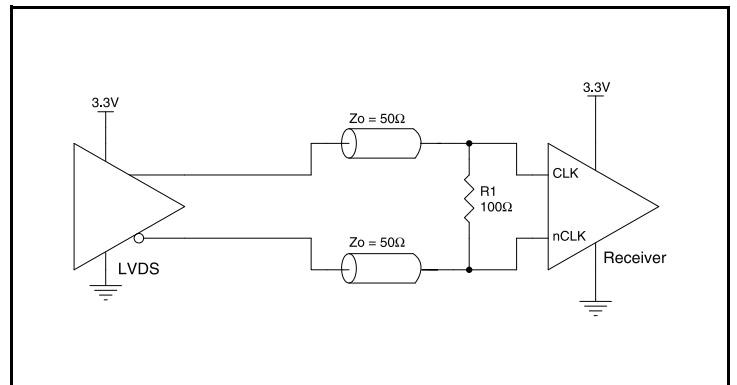 3.3V
Zo = 50Ω
3.3V
CLK
R1
100Ω
nCLK
Zo = 50Ω
LVDS
Receiver